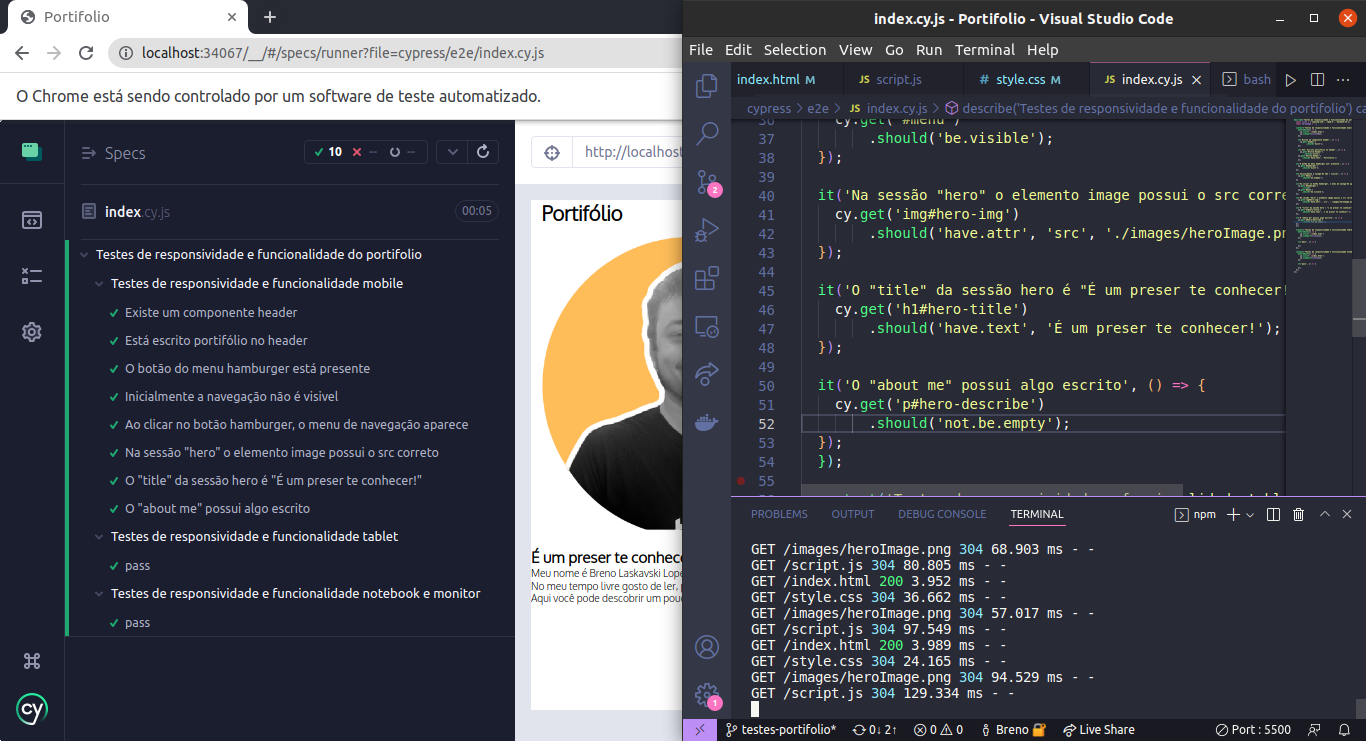 Portifolio
localhost:34067/__/#/specs/runner?file=cypress/e2e/index.cy.js
O Chrome está sendo controlado por um software de teste automatizado.
Specs
10 -- --
index.cy.js
00:05
Testes de responsividade e funcionalidade do portifolio
Testes de responsividade e funcionalidade mobile
Existe um componente header
Está escrito portifólio no header
O botão do menu hamburger está presente
Inicialmente a navegação não é visivel
Ao clicar no botão hamburger, o menu de navegação aparece
Na sessão "hero" o elemento image possui o src correto
O "title" da sessão hero é "É um preser te conhecer!"
O "about me" possui algo escrito
Testes de responsividade e funcionalidade tablet
pass
Testes de responsividade e funcionalidade notebook e monitor
pass
cy
http://localhost
Portifólio
É um preser te conhece
Meu nome é Breno Laskavski Lope
No meu tempo livre gosto de ler, p
Aqui você pode descobrir um pou
index.cy.js - Portifolio - Visual Studio Code
File Edit Selection View Go Run Terminal Help
index.html M
JS script.js
# style.css M
JS index.cy.js
bash
cypress > e2e > JS index.cy.js > describe('Testes de responsividade e funcionalidade do portifolio') ca
36 cy.get('#menu')
37 .should('be.visible');
38 });
39
40 it('Na sessão "hero" o elemento image possui o src corre
41 cy.get('img#hero-img')
42 .should('have.attr', 'src', './images/heroImage.pn
43 });
44
45 it('O "title" da sessão hero é "É um preser te conhecer!
46 cy.get('h1#hero-title')
47 .should('have.text', 'É um preser te conhecer!');
48 });
49
50 it('O "about me" possui algo escrito', () => {
51 cy.get('p#hero-describe')
52 .should('not.be.empty');
53 });
54 });
55
PROBLEMS OUTPUT DEBUG CONSOLE TERMINAL
npm
GET /images/heroImage.png 304 68.903 ms - -
GET /script.js 304 80.805 ms - -
GET /index.html 200 3.952 ms - -
GET /style.css 304 36.662 ms - -
GET /images/heroImage.png 304 57.017 ms - -
GET /script.js 304 97.549 ms - -
GET /index.html 200 3.989 ms - -
GET /style.css 304 24.165 ms - -
GET /images/heroImage.png 304 94.529 ms - -
GET /script.js 304 129.334 ms - -
2
1
testes-portifolio* 0↓ 2↑ 0 0 Breno Live Share Port : 5500